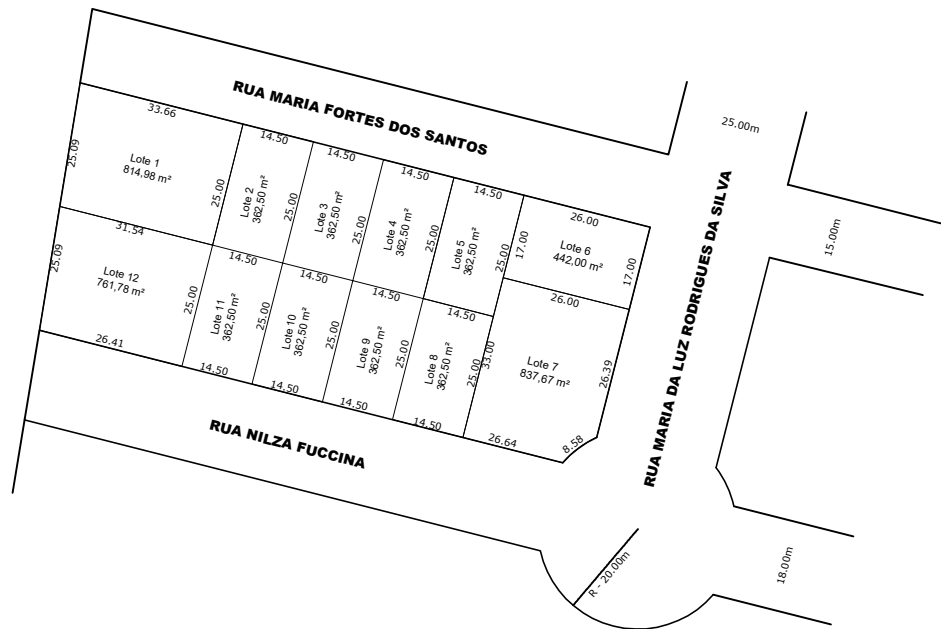 RUA MARIA FORTES DOS SANTOS
25.00m
33.66
14.50
14.50
14.50
14.50
26.00
25.09
Lote 1
814,98 m²
25.00
Lote 2
362,50 m²
25.00
Lote 3
362,50 m²
25.00
Lote 4
362,50 m²
25.00
Lote 5
362,50 m²
25.00
17.00
Lote 6
442,00 m²
17.00
RUA MARIA DA LUZ RODRIGUES DA SILVA
15.00m
31.54
14.50
14.50
14.50
14.50
26.00
25.09
Lote 12
761,78 m²
25.00
Lote 11
362,50 m²
25.00
Lote 10
362,50 m²
25.00
Lote 9
362,50 m²
25.00
Lote 8
362,50 m²
25.00
33.00
Lote 7
837,67 m²
26.39
26.41
14.50
14.50
14.50
14.50
26.64
8.58
RUA NILZA FUCCINA
R - 20.00m
18.00m